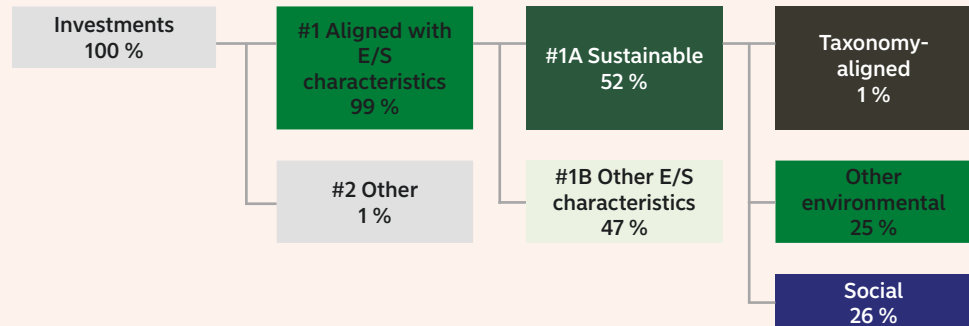 Investments
100 %
#1 Aligned with
E/S
characteristics
99 %
#1A Sustainable
52 %
Taxonomy-
aligned
1 %
#2 Other
1 %
#1B Other E/S
characteristics
47 %
Other
environmental
25 %
Social
26 %